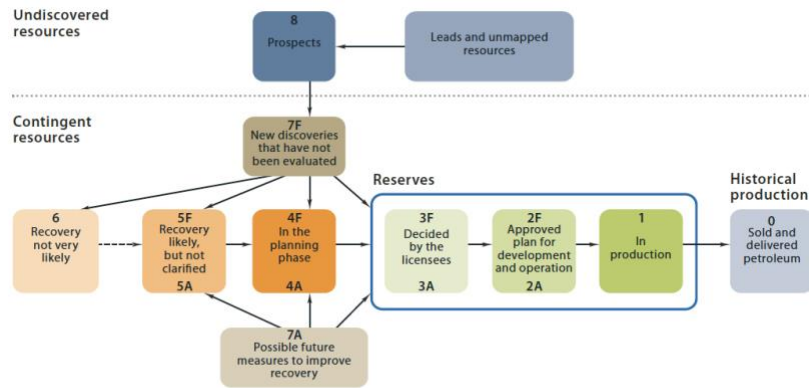 Undiscovered
resources
8
Prospects
Leads and unmapped
resources
Contingent
resources
7F
New discoveries
that have not
been evaluated
Reserves
Historical
production
6
Recovery
not very
likely
5F
Recovery
likely,
but not
clarified
5A
4F
In the
planning
phase
4A
3F
Decided
by the
licensees
3A
2F
Approved
plan for
development
and operation
2A
1
In
production
0
Sold and
delivered
petroleum
7A
Possible future
measures to improve
recovery